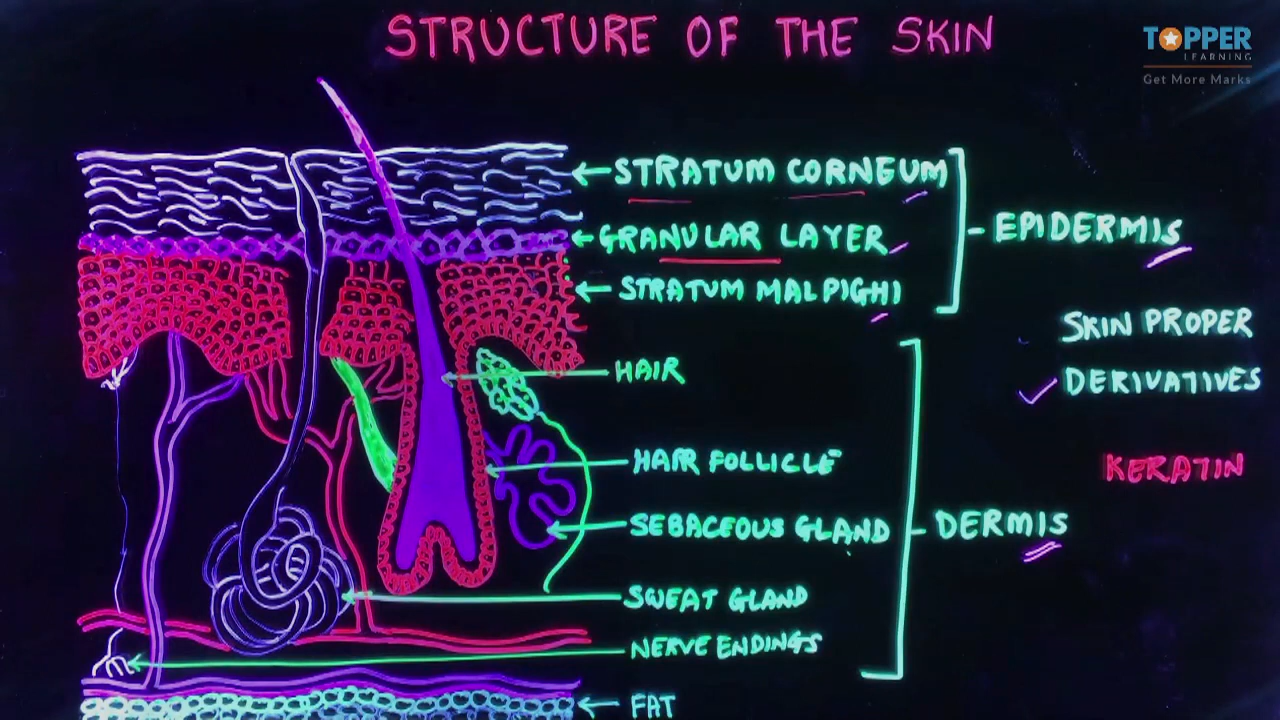 STRUCTURE OF THE SKIN
TOPPER
LEARNING
Get More Marks
STRATUM CORNEUM
GRANULAR LAYER
EPIDERMIS
STRATUM MALPIGHI
SKIN PROPER
HAIR
DERIVATIVES
HAIR FOLLICLE
KERATIN
SEBACEOUS GLAND
DERMIS
SWEAT GLAND
NERVE ENDINGS
FAT